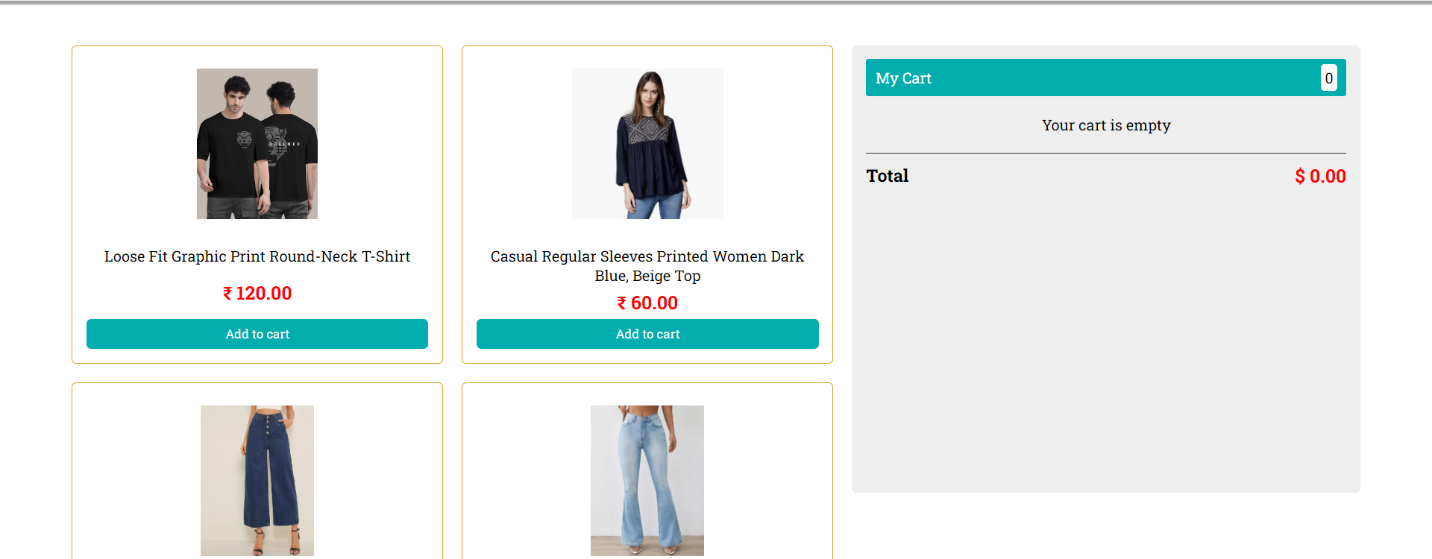 Loose Fit Graphic Print Round-Neck T-Shirt
₹ 120.00
Add to cart
Casual Regular Sleeves Printed Women Dark
Blue, Beige Top
₹ 60.00
Add to cart
My Cart
0
Your cart is empty
Total
$ 0.00